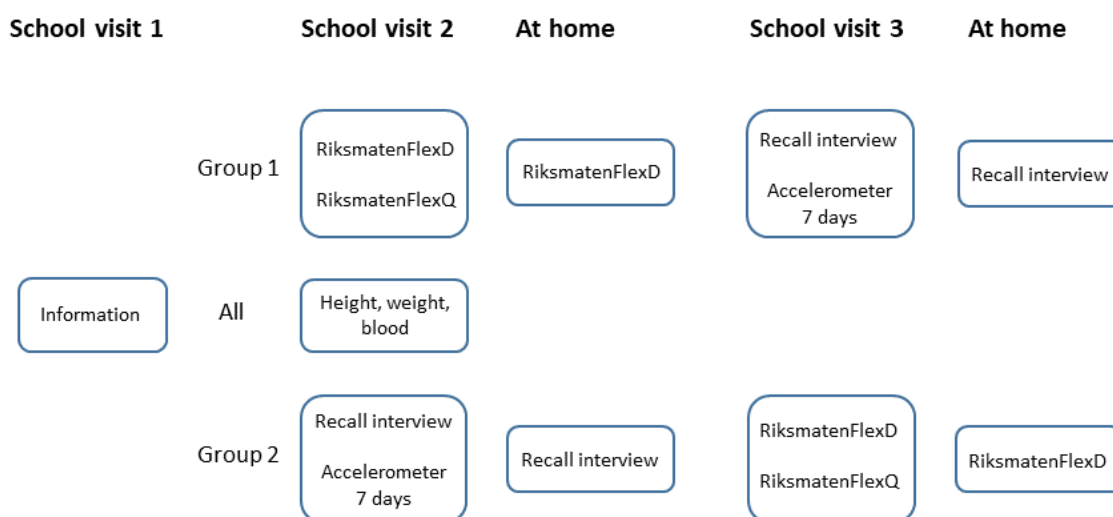 School visit 1 School visit 2 At home School visit 3 At home
Group 1
RiksmatenFlexD
RiksmatenFlexQ
RiksmatenFlexD
Recall interview
Accelerometer
7 days
Recall interview
Information
All
Height, weight,
blood
Group 2
Recall interview
Accelerometer
7 days
Recall interview
RiksmatenFlexD
RiksmatenFlexQ
RiksmatenFlexD